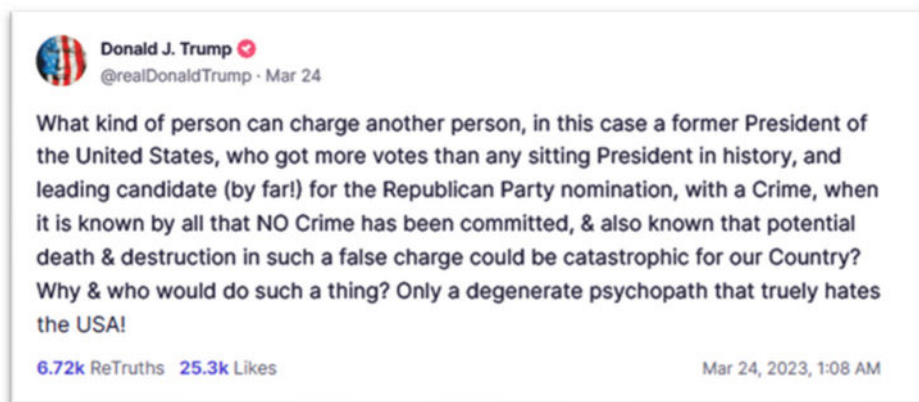 Donald J. Trump
@realDonaldTrump · Mar 24
What kind of person can charge another person, in this case a former President of
the United States, who got more votes than any sitting President in history, and
leading candidate (by far!) for the Republican Party nomination, with a Crime, when
it is known by all that NO Crime has been committed, & also known that potential
death & destruction in such a false charge could be catastrophic for our Country?
Why & who would do such a thing? Only a degenerate psychopath that truely hates
the USA!
6.72k ReTruths 25.3k Likes Mar 24, 2023, 1:08 AM